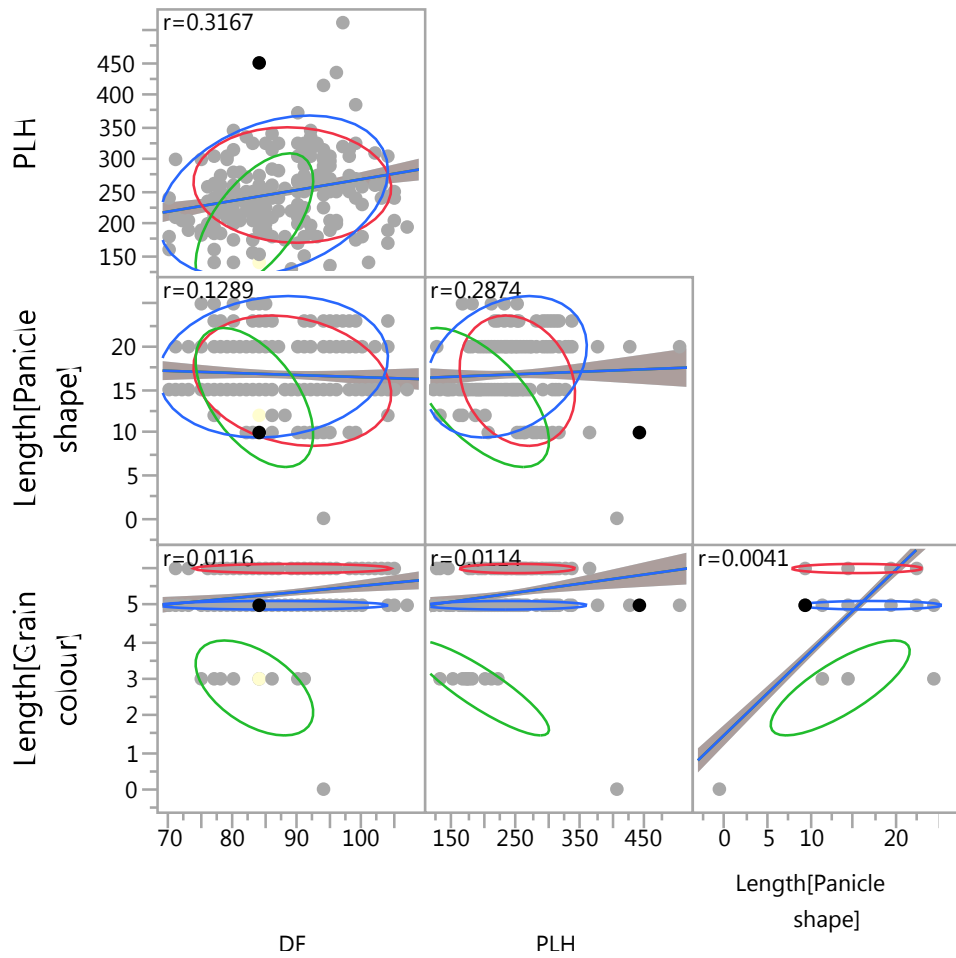 r=0.3167
PLH
450
400
350
300
250
200
150
r=0.1289
r=0.2874
Length[Panicle
shape]
20
15
10
5
0
r=0.0116
r=0.0114
r=0.0041
Length[Grain
colour]
5
4
3
2
1
0
70 80 90 100 150 250 350 450 0 5 10 20
Length[Panicle
shape]
DF PLH